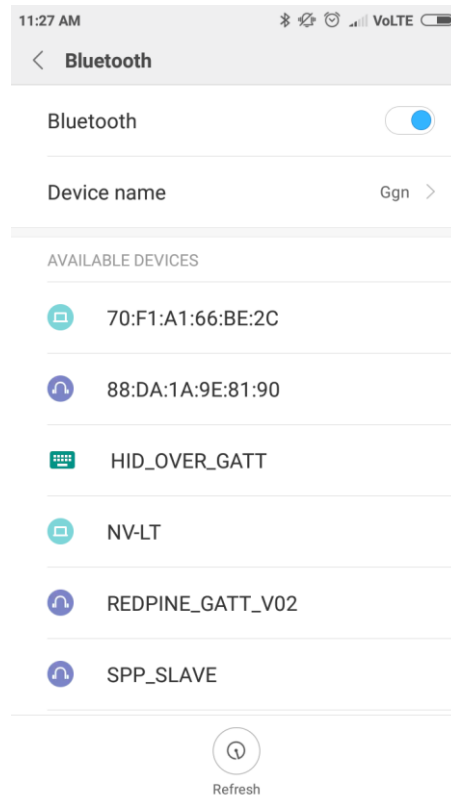 11:27 AM VoLTE
Bluetooth
Bluetooth
Device name Ggn
AVAILABLE DEVICES
70:F1:A1:66:BE:2C
88:DA:1A:9E:81:90
HID_OVER_GATT
NV-LT
REDPINE_GATT_V02
SPP_SLAVE
Refresh